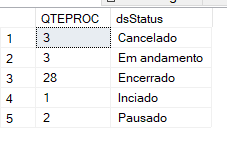 QTEPROC dsStatus
1 3 Cancelado
2 3 Em andamento
3 28 Encerrado
4 1 Inciado
5 2 Pausado